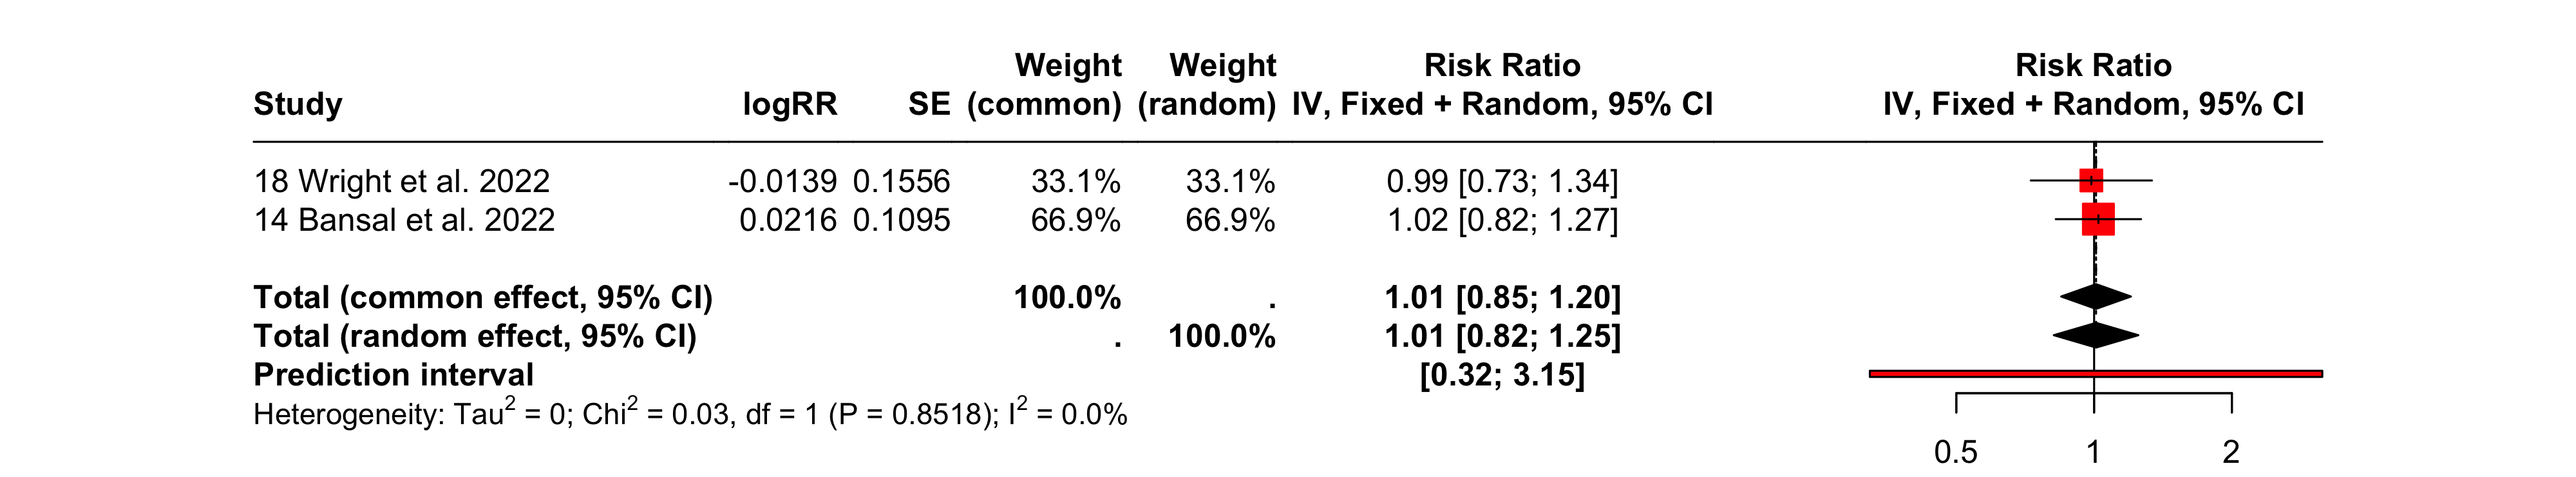 Weight Weight Risk Ratio Risk Ratio
Study logRR SE (common) (random) IV, Fixed + Random, 95% CI IV, Fixed + Random, 95% CI
18 Wright et al. 2022 -0.0139 0.1556 33.1% 33.1% 0.99 [0.73; 1.34]
14 Bansal et al. 2022 0.0216 0.1095 66.9% 66.9% 1.02 [0.82; 1.27]
Total (common effect, 95% CI) 100.0% . 1.01 [0.85; 1.20]
Total (random effect, 95% CI) . 100.0% 1.01 [0.82; 1.25]
Prediction interval [0.32; 3.15]
Heterogeneity: Tau² = 0; Chi² = 0.03, df = 1 (P = 0.8518); I² = 0.0%
0.5 1 2